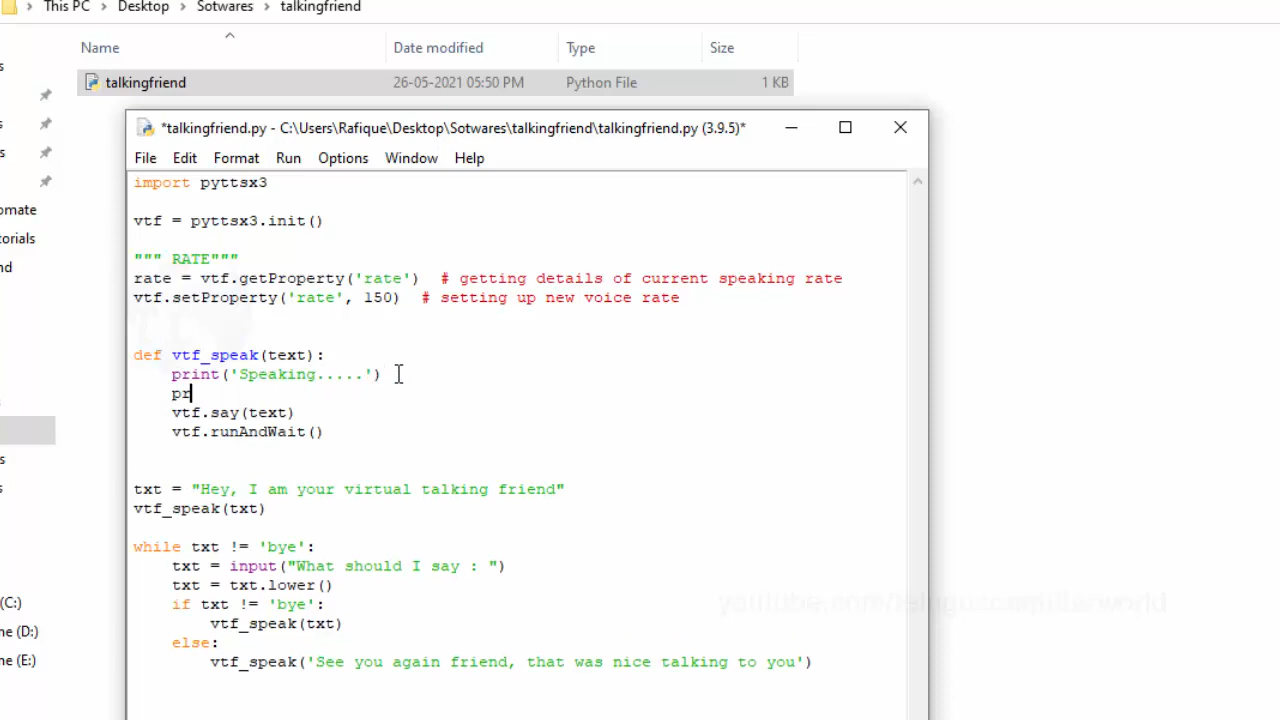 This PC > Desktop > Sotwares > talkingfriend
Name Date modified Type Size
s
talkingfriend 26-05-2021 05:50 PM Python File 1 KB
s
*talkingfriend.py - C:\Users\Rafique\Desktop\Sotwares\talkingfriend\talkingfriend.py (3.9.5)*
s
File Edit Format Run Options Window Help
import pyttsx3
omate
vtf = pyttsx3.init()
torials
""" RATE"""
nd
rate = vtf.getProperty('rate')  # getting details of current speaking rate
vtf.setProperty('rate', 150)  # setting up new voice rate
def vtf_speak(text):
    print('Speaking.....')
    pr
    vtf.say(text)
    vtf.runAndWait()
s
s
txt = "Hey, I am your virtual talking friend"
vtf_speak(txt)
while txt != 'bye':
    txt = input("What should I say : ")
    txt = txt.lower()
    if txt != 'bye':
(C:)
        vtf_speak(txt)
ne (D:)
    else:
ne (E:)
        vtf_speak('See you again friend, that was nice talking to you')